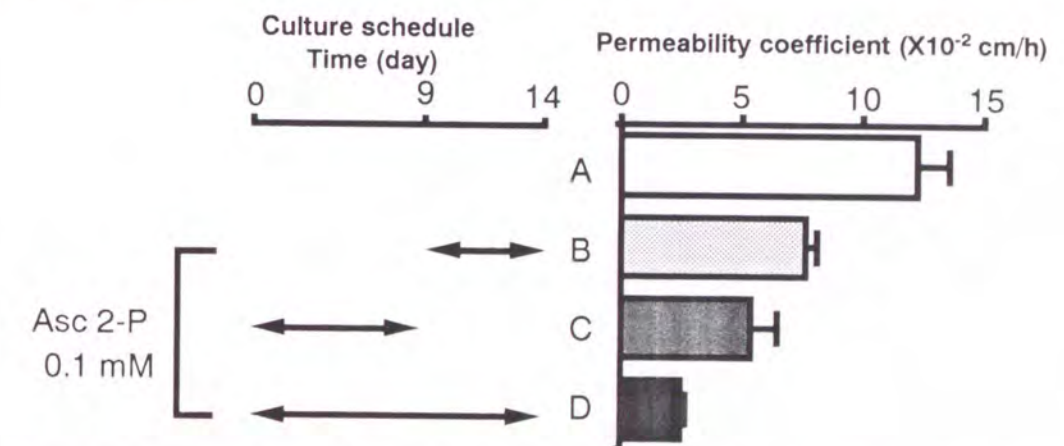 Culture schedule
Time (day)
0 9 14
Permeability coefficient (X10-2 cm/h)
0 5 10 15
A
B
C
D
Asc 2-P
0.1 mM